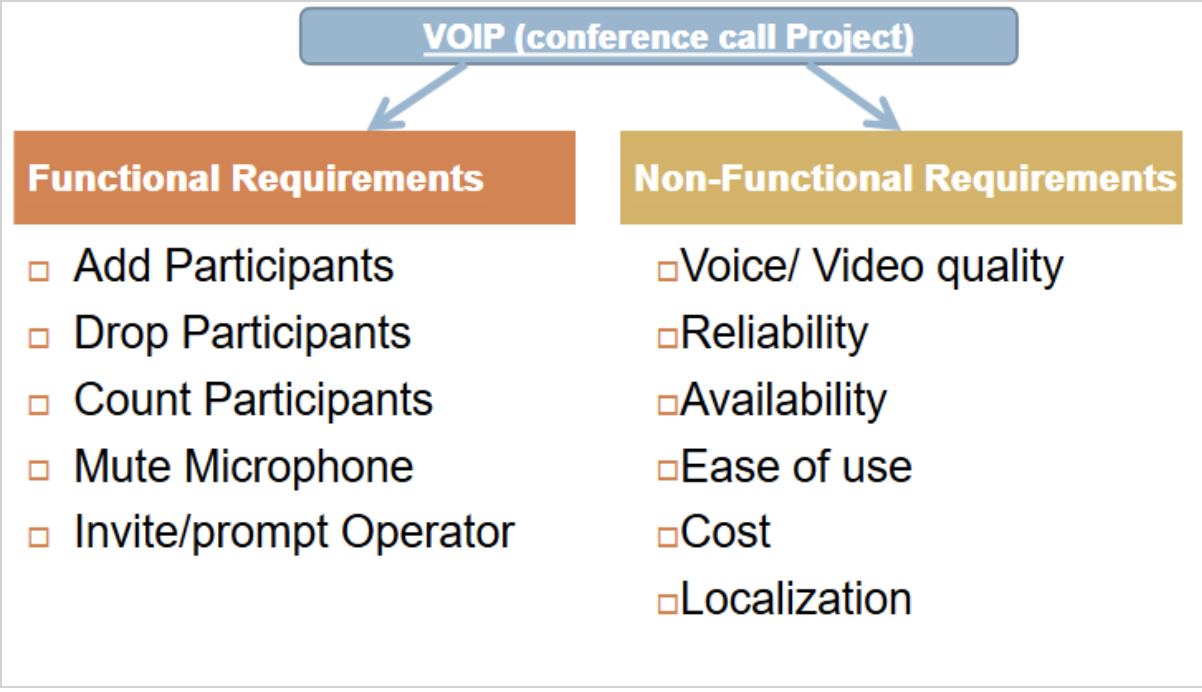 VOIP (conference call Project)
Functional Requirements
Add Participants
Drop Participants
Count Participants
Mute Microphone
Invite/prompt Operator
Non-Functional Requirements
Voice/ Video quality
Reliability
Availability
Ease of use
Cost
Localization